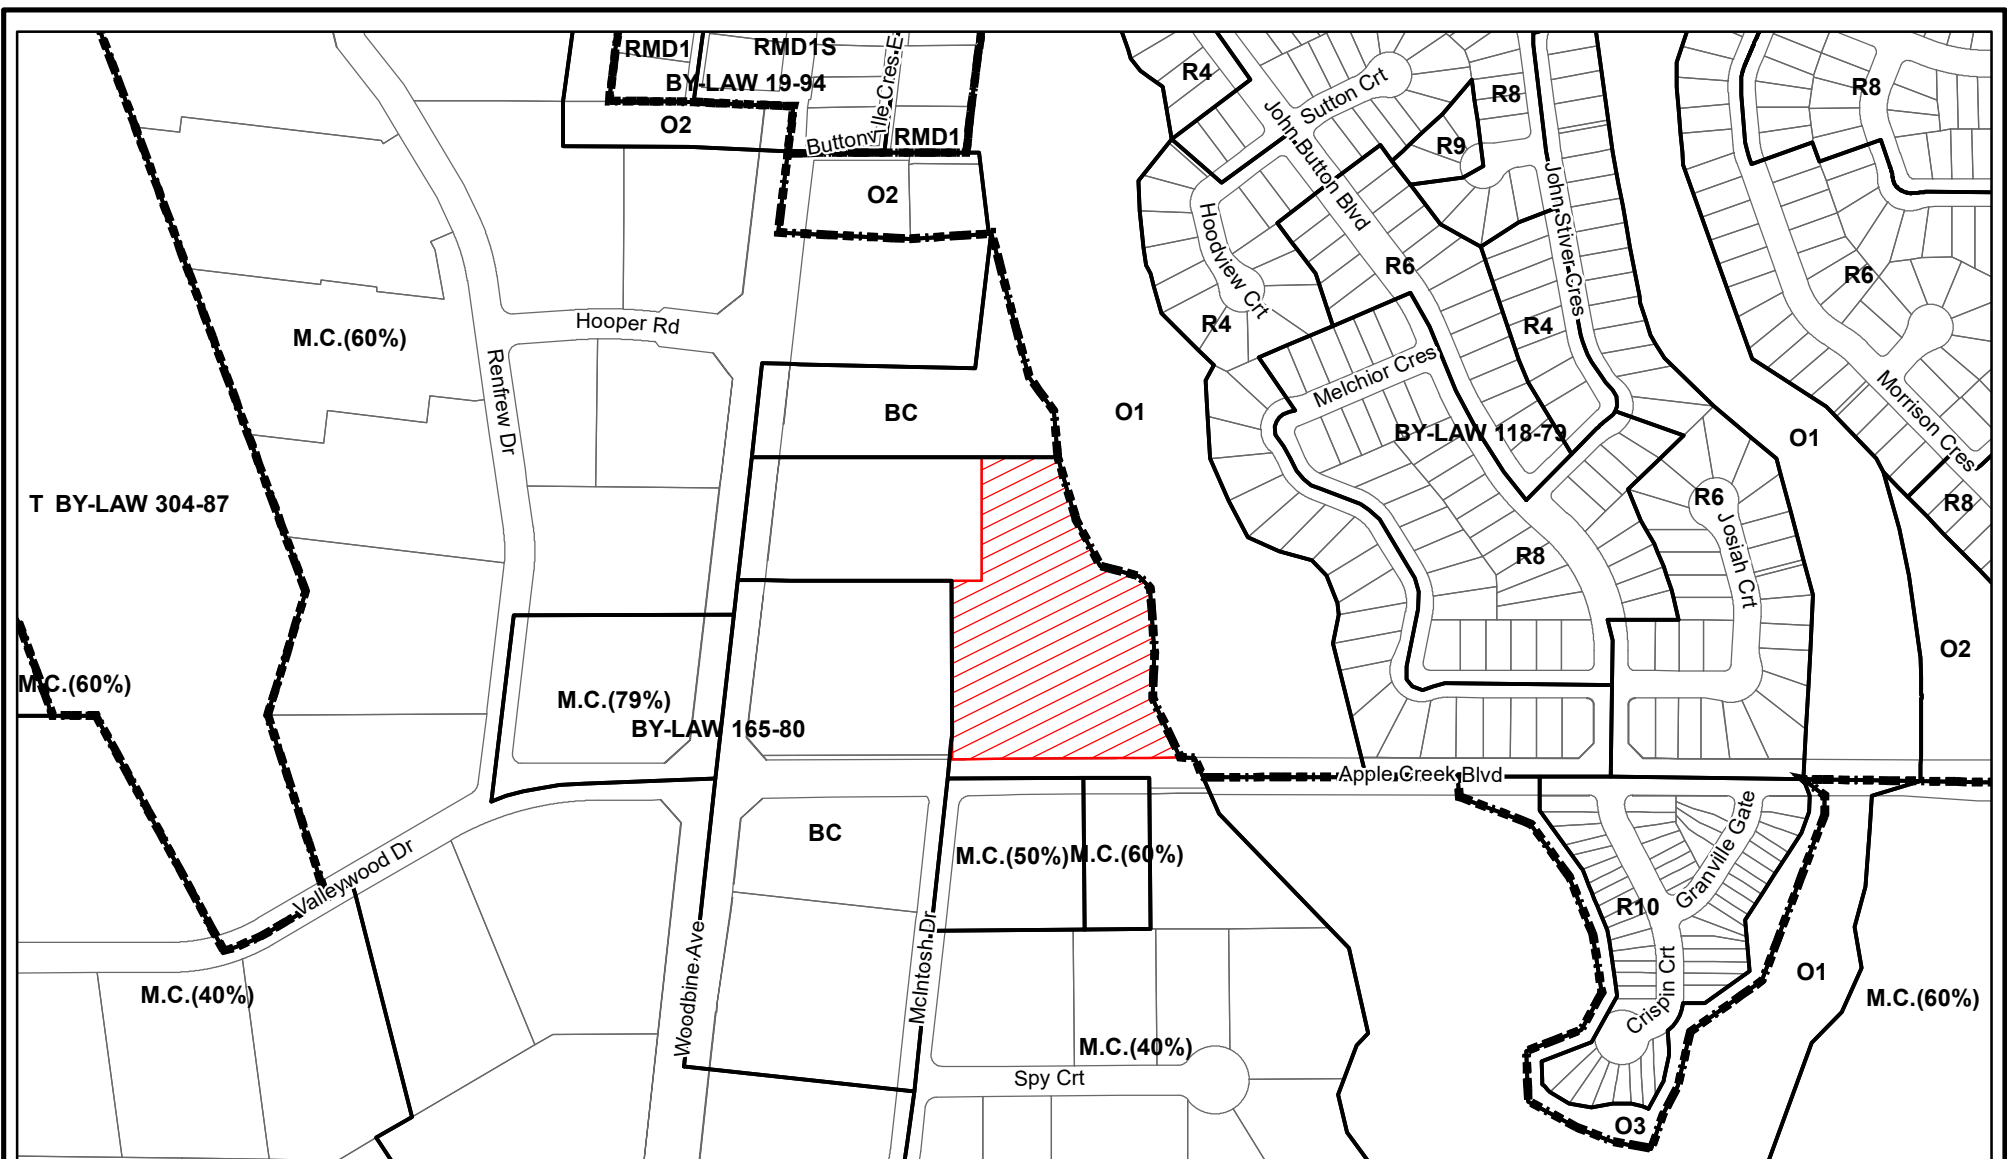 RMD1
RMD1S
BY-LAW 19-94
O2
Buttonville Cres E
RMD1
O2
R4
Sutton Crt
R8
R8
John Button Blvd
R9
John Stiver Cres
Hoodview Crt
R6
R6
R4
R4
M.C.(60%)
Hooper Rd
Renfrew Dr
Melchior Cres
Morrison Cres
BC
O1
BY-LAW 118-79
O1
T BY-LAW 304-87
R6
R8
Josiah Crt
R8
O2
M.C.(60%)
M.C.(79%)
BY-LAW 165-80
Apple Creek Blvd
Granville Gate
BC
M.C.(50%)
M.C.(60%)
Valleywood Dr
R10
Woodbine Ave
McIntosh Dr
Crispin Crt
O1
M.C.(60%)
M.C.(40%)
M.C.(40%)
Spy Crt
O3